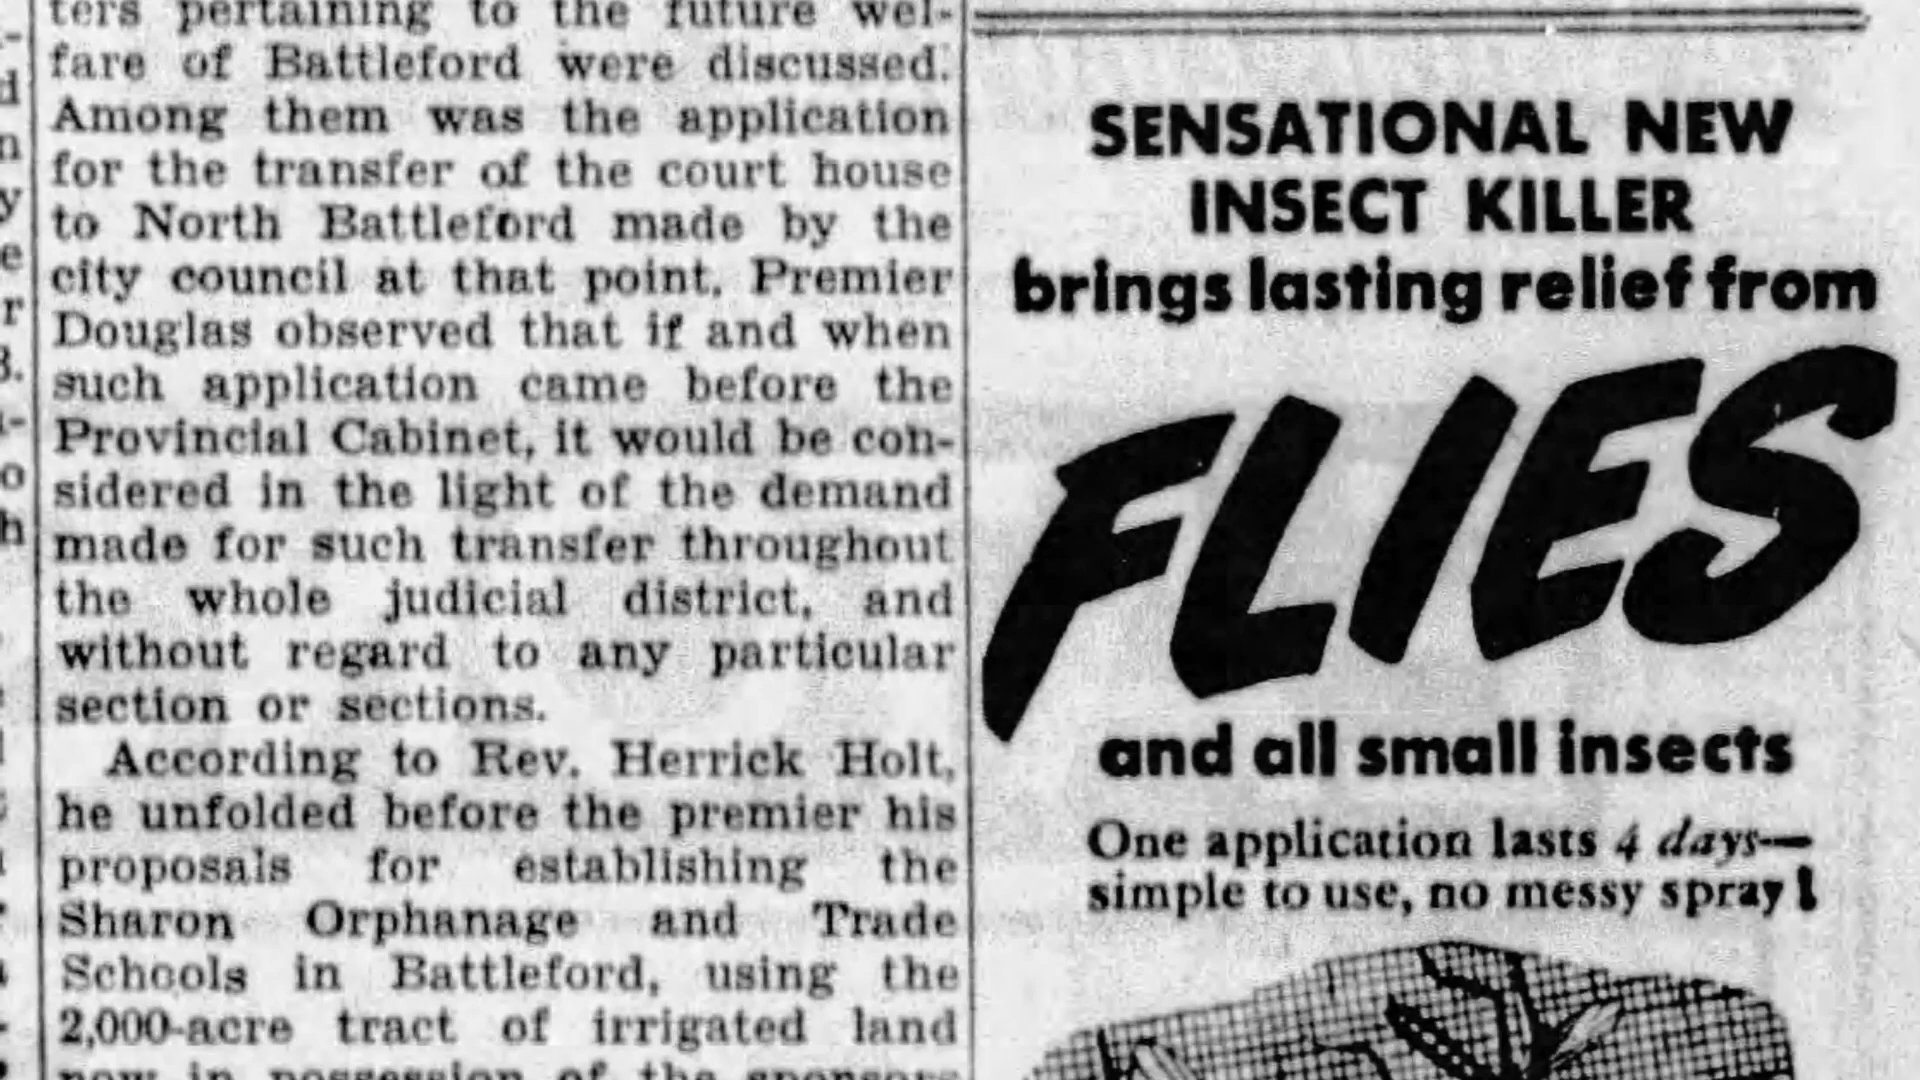 ters pertaining to the future wel-
fare of Battleford were discussed.
Among them was the application
for the transfer of the court house
to North Battleford made by the
city council at that point. Premier
Douglas observed that if and when
such application came before the
Provincial Cabinet, it would be con-
sidered in the light of the demand
made for such transfer throughout
the whole judicial district, and
without regard to any particular
section or sections.
According to Rev. Herrick Holt,
he unfolded before the premier his
proposals for establishing the
Sharon Orphanage and Trade
Schools in Battleford, using the
2,000-acre tract of irrigated land
now in possession of the sponsors
SENSATIONAL NEW
INSECT KILLER
brings lasting relief from
FLIES
and all small insects
One application lasts 4 days—
simple to use, no messy spray!